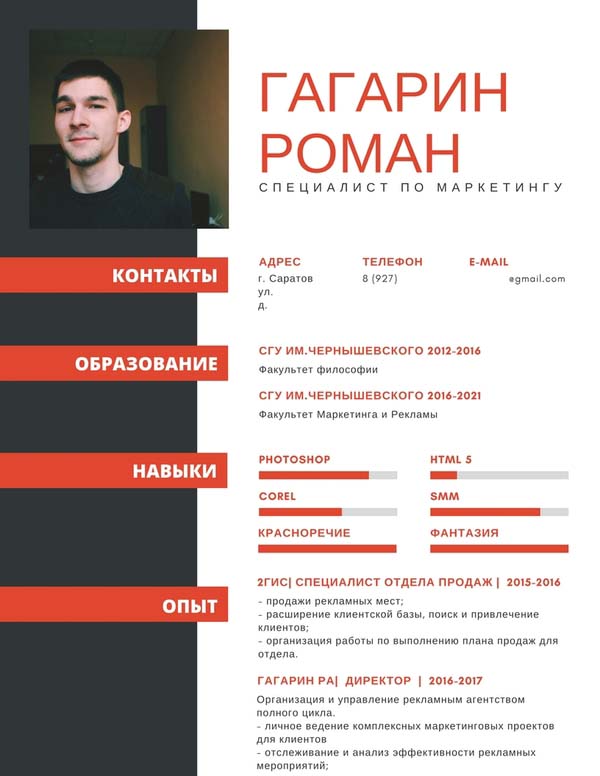 ГАГАРИН
РОМАН
СПЕЦИАЛИСТ ПО МАРКЕТИНГУ
КОНТАКТЫ
АДРЕС ТЕЛЕФОН E-MAIL
г. Саратов 8 (927) @gmail.com
ул.
д.
ОБРАЗОВАНИЕ
СГУ ИМ.ЧЕРНЫШЕВСКОГО 2012-2016
Факультет философии
СГУ ИМ.ЧЕРНЫШЕВСКОГО 2016-2021
Факультет Маркетинга и Рекламы
НАВЫКИ
PHOTOSHOP HTML 5
COREL SMM
КРАСНОРЕЧИЕ ФАНТАЗИЯ
ОПЫТ
2ГИС| СПЕЦИАЛИСТ ОТДЕЛА ПРОДАЖ | 2015-2016
- продажи рекламных мест;
- расширение клиентской базы, поиск и привлечение
клиентов;
- организация работы по выполнению плана продаж для
отдела.
ГАГАРИН РА| ДИРЕКТОР | 2016-2017
Организация и управление рекламным агентством
полного цикла.
- личное ведение комплексных маркетинговых проектов
для клиентов
- отслеживание и анализ эффективности рекламных
мероприятий;